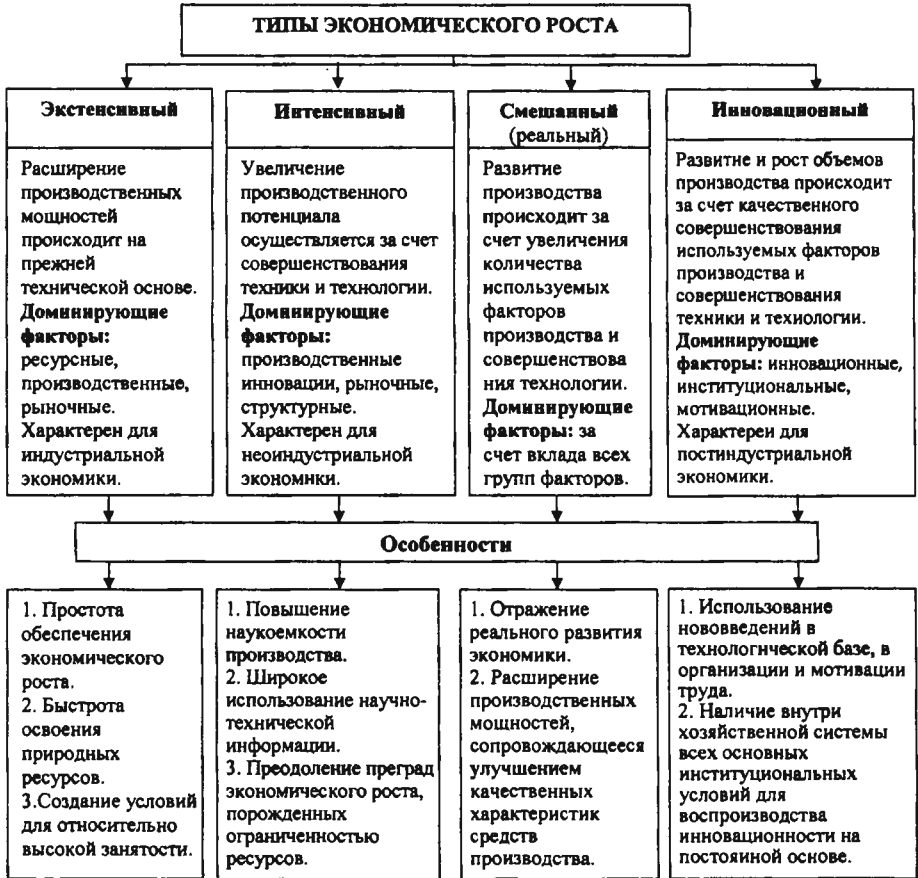 ТИПЫ ЭКОНОМИЧЕСКОГО РОСТА
Экстенсивный
Расширение
производственных
мощностей
происходит на
прежней
технической основе.
Доминирующие
факторы:
ресурсные,
производственные,
рыночные.
Характерен для
индустриальной
экономики.
Интенсивный
Увеличение
производственного
потенциала
осуществляется за счет
совершенствования
техники и технологии.
Доминирующие
факторы:
производственные
инновации, рыночные,
структурные.
Характерен для
неоиндустриальной
экономики.
Смешанный
(реальный)
Развитие
производства
происходит за
счет увеличения
количества
используемых
факторов
производства и
совершенствова
ния технологии.
Доминирующие
факторы: за
счет вклада всех
групп факторов.
Инновационный
Развитие и рост объемов
производства происходит
за счет качественного
совершенствования
используемых факторов
производства и
совершенствования
техники и технологии.
Доминирующие
факторы: инновационные,
институциональные,
мотивационные.
Характерен для
постиндустриальной
экономики.
Особенности
1. Простота
обеспечения
экономического
роста.
2. Быстрота
освоения
природных
ресурсов.
3.Создание условий
для относительно
высокой занятости.
1. Повышение
наукоемкости
производства.
2. Широкое
использование научно-
технической
информации.
3. Преодоление преград
экономического роста,
порожденных
ограниченностью
ресурсов.
1. Отражение
реального развития
экономики.
2. Расширение
производственных
мощностей,
сопровождающееся
улучшением
качественных
характеристик
средств
производства.
1. Использование
нововведений в
технологической базе, в
организации и мотивации
труда.
2. Наличие внутри
хозяйственной системы
всех основных
институциональных
условий для
воспроизводства
инновационности на
постоянной основе.